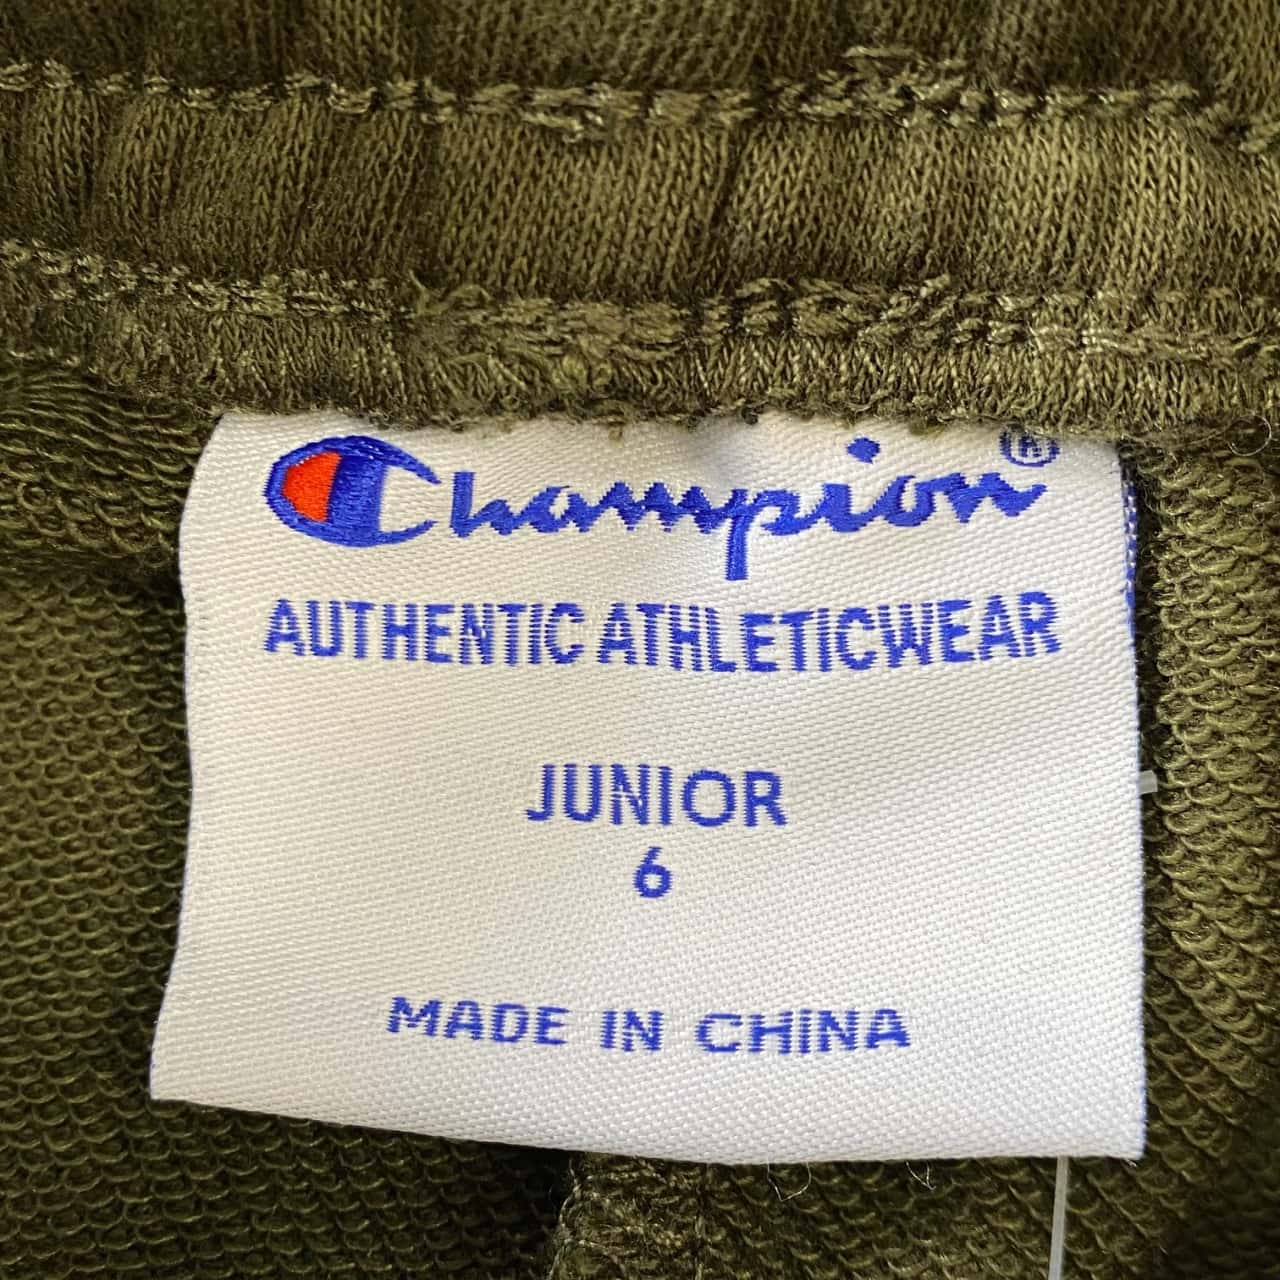 Champion®
AUTHENTIC ATHLETICWEAR
JUNIOR
6
MADE IN CHINA